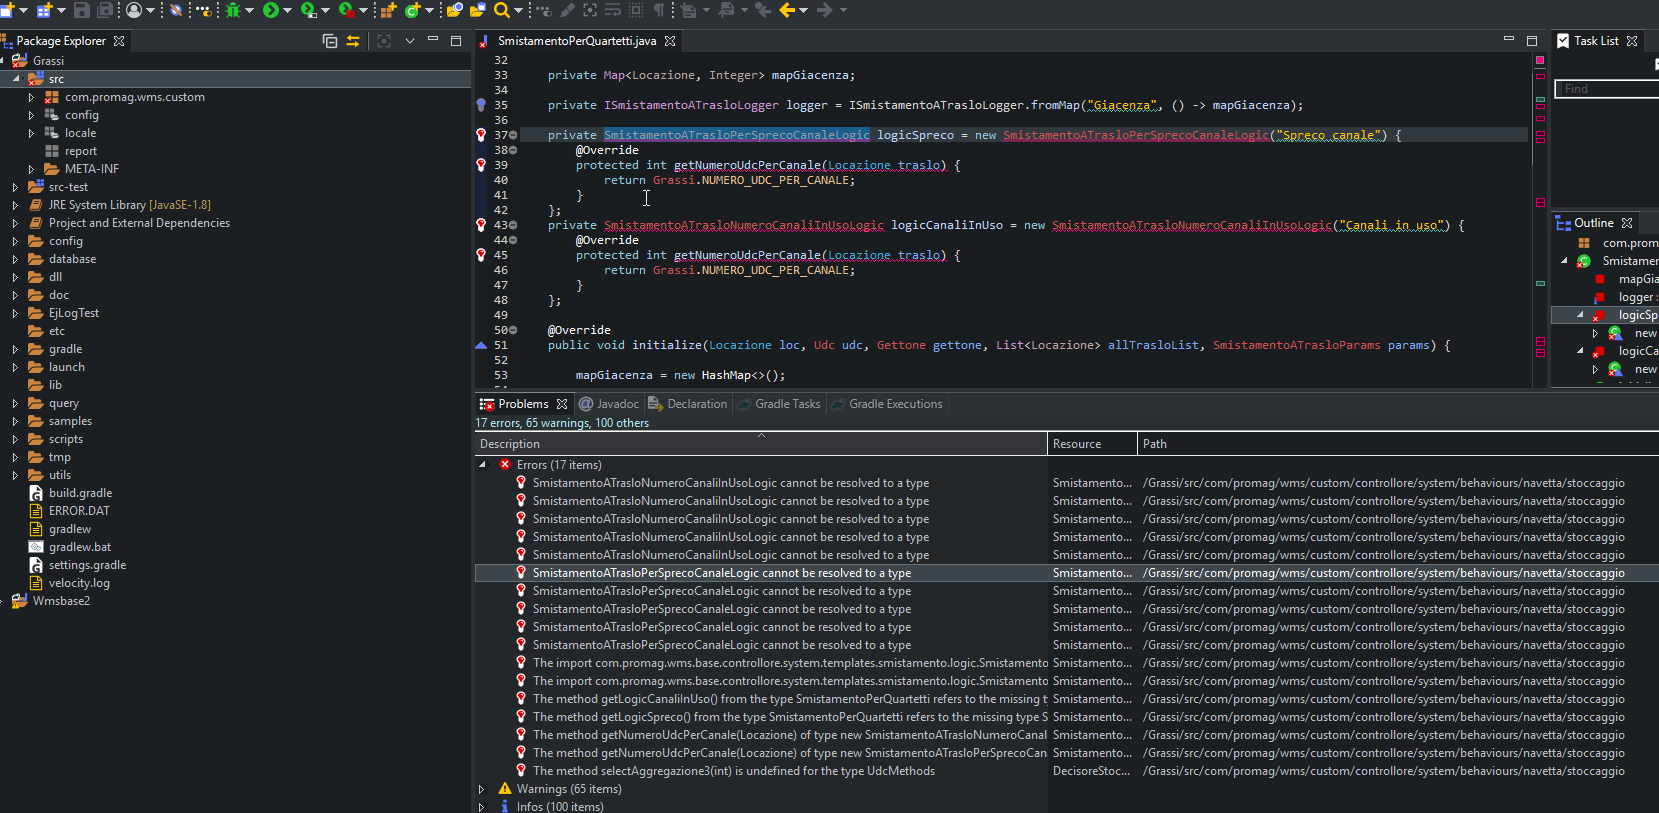 Package Explorer
Grassi
src
com.promag.wms.custom
config
locale
report
META-INF
src-test
JRE System Library [JavaSE-1.8]
Project and External Dependencies
config
database
dll
doc
EjLogTest
etc
gradle
launch
lib
query
samples
scripts
tmp
utils
build.gradle
ERROR.DAT
gradlew
gradlew.bat
settings.gradle
velocity.log
Wmsbase2
SmistamentoPerQuartetti.java
32
33 private Map<Locazione, Integer> mapGiacenza;
34
35 private ISmistamentoATrasloLogger logger = ISmistamentoATrasloLogger.fromMap("Giacenza", () -> mapGiacenza);
36
37 private SmistamentoATrasloPerSprecoCanaleLogic logicSpreco = new SmistamentoATrasloPerSprecoCanaleLogic("Spreco canale") {
38 @Override
39 protected int getNumeroUdcPerCanale(Locazione traslo) {
40 return Grassi.NUMERO_UDC_PER_CANALE;
41 }
42 };
43 private SmistamentoATrasloNumeroCanaliInUsoLogic logicCanaliInUso = new SmistamentoATrasloNumeroCanaliInUsoLogic("Canali in uso") {
44 @Override
45 protected int getNumeroUdcPerCanale(Locazione traslo) {
46 return Grassi.NUMERO_UDC_PER_CANALE;
47 }
48 };
49
50 @Override
51 public void initialize(Locazione loc, Udc udc, Gettone gettone, List<Locazione> allTrasloList, SmistamentoATrasloParams params) {
52
53 mapGiacenza = new HashMap<>();
Task List
Find
Outline
com.prom
Smistamer
mapGia
logger :
logicSp
new
logicCa
new
Problems Javadoc Declaration Gradle Tasks Gradle Executions
17 errors, 65 warnings, 100 others
Description Resource Path
Errors (17 items)
SmistamentoATrasloNumeroCanaliInUsoLogic cannot be resolved to a type Smistamento... /Grassi/src/com/promag/wms/custom/controllore/system/behaviours/navetta/stoccaggio
SmistamentoATrasloNumeroCanaliInUsoLogic cannot be resolved to a type Smistamento... /Grassi/src/com/promag/wms/custom/controllore/system/behaviours/navetta/stoccaggio
SmistamentoATrasloNumeroCanaliInUsoLogic cannot be resolved to a type Smistamento... /Grassi/src/com/promag/wms/custom/controllore/system/behaviours/navetta/stoccaggio
SmistamentoATrasloNumeroCanaliInUsoLogic cannot be resolved to a type Smistamento... /Grassi/src/com/promag/wms/custom/controllore/system/behaviours/navetta/stoccaggio
SmistamentoATrasloNumeroCanaliInUsoLogic cannot be resolved to a type Smistamento... /Grassi/src/com/promag/wms/custom/controllore/system/behaviours/navetta/stoccaggio
SmistamentoATrasloPerSprecoCanaleLogic cannot be resolved to a type Smistamento... /Grassi/src/com/promag/wms/custom/controllore/system/behaviours/navetta/stoccaggio
SmistamentoATrasloPerSprecoCanaleLogic cannot be resolved to a type Smistamento... /Grassi/src/com/promag/wms/custom/controllore/system/behaviours/navetta/stoccaggio
SmistamentoATrasloPerSprecoCanaleLogic cannot be resolved to a type Smistamento... /Grassi/src/com/promag/wms/custom/controllore/system/behaviours/navetta/stoccaggio
SmistamentoATrasloPerSprecoCanaleLogic cannot be resolved to a type Smistamento... /Grassi/src/com/promag/wms/custom/controllore/system/behaviours/navetta/stoccaggio
SmistamentoATrasloPerSprecoCanaleLogic cannot be resolved to a type Smistamento... /Grassi/src/com/promag/wms/custom/controllore/system/behaviours/navetta/stoccaggio
The import com.promag.wms.base.controllore.system.templates.smistamento.logic.Smistamento Smistamento... /Grassi/src/com/promag/wms/custom/controllore/system/behaviours/navetta/stoccaggio
The import com.promag.wms.base.controllore.system.templates.smistamento.logic.Smistamento Smistamento... /Grassi/src/com/promag/wms/custom/controllore/system/behaviours/navetta/stoccaggio
The method getLogicCanaliInUso() from the type SmistamentoPerQuartetti refers to the missing t Smistamento... /Grassi/src/com/promag/wms/custom/controllore/system/behaviours/navetta/stoccaggio
The method getLogicSpreco() from the type SmistamentoPerQuartetti refers to the missing type S Smistamento... /Grassi/src/com/promag/wms/custom/controllore/system/behaviours/navetta/stoccaggio
The method getNumeroUdcPerCanale(Locazione) of type new SmistamentoATrasloNumeroCanal Smistamento... /Grassi/src/com/promag/wms/custom/controllore/system/behaviours/navetta/stoccaggio
The method getNumeroUdcPerCanale(Locazione) of type new SmistamentoATrasloPerSprecoCan Smistamento... /Grassi/src/com/promag/wms/custom/controllore/system/behaviours/navetta/stoccaggio
The method selectAggregazione3(int) is undefined for the type UdcMethods DecisoreStoc... /Grassi/src/com/promag/wms/custom/controllore/system/behaviours/navetta/stoccaggio
Warnings (65 items)
Infos (100 items)